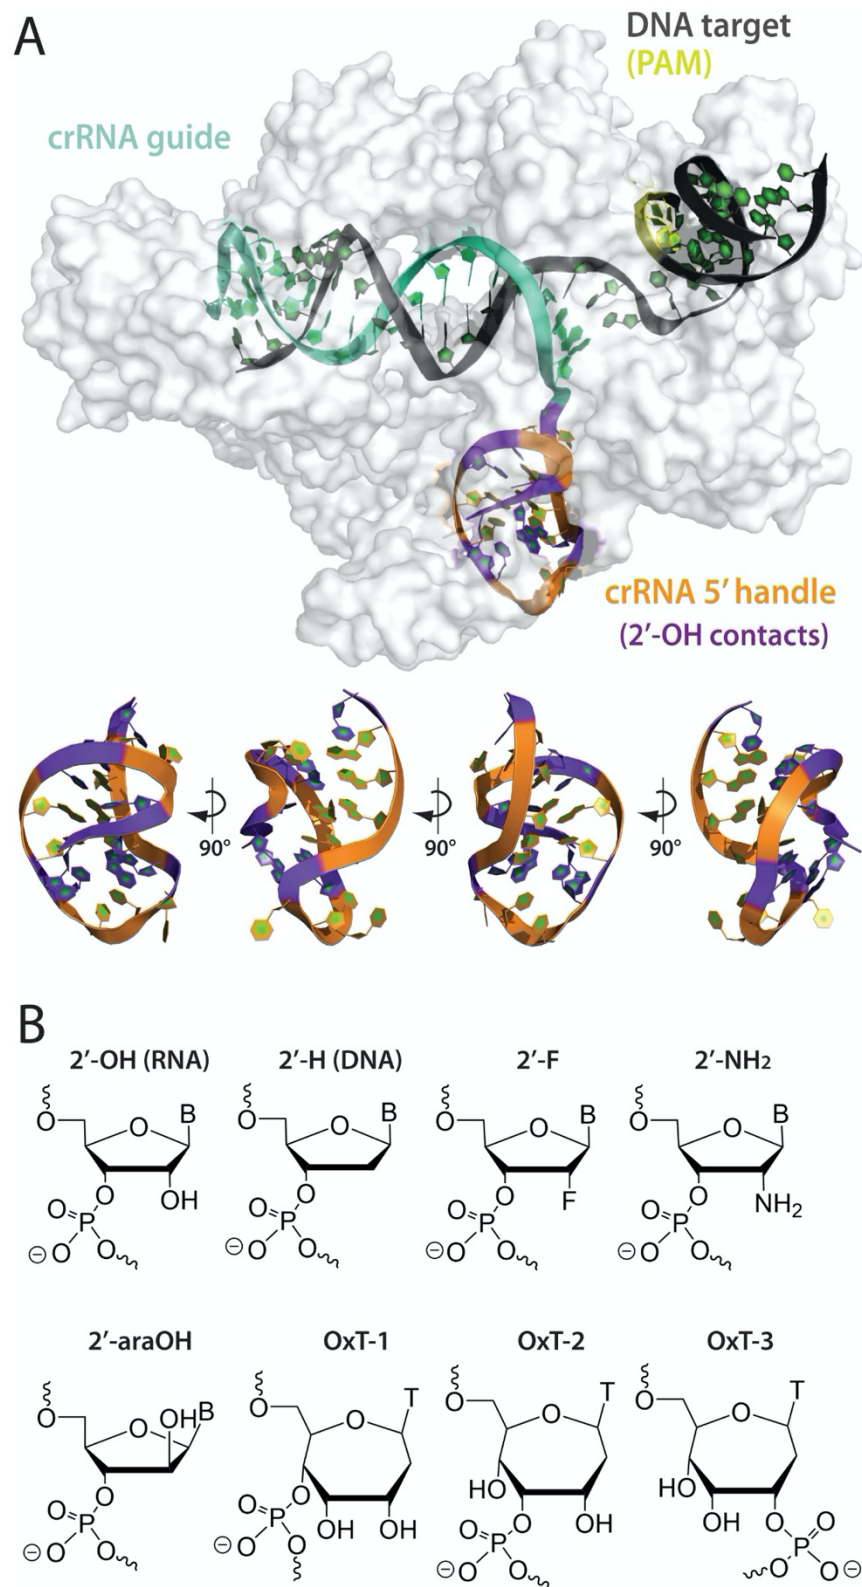 A
DNA target
(PAM)
crRNA guide
crRNA 5′ handle
(2′-OH contacts)
90°
90°
90°
B
2′-OH (RNA)
2′-H (DNA)
2′-F
2′-NH₂
O
O
B
O
OH
O
P
⊖
O
O
O
O
B
O
O
P
⊖
O
O
O
O
B
O
F
O
P
⊖
O
O
O
O
B
O
NH₂
O
P
⊖
O
O
2′-araOH
OxT-1
OxT-2
OxT-3
O
O
OH
B
O
O
P
⊖
O
O
O
O
T
O
OH
OH
O
P
⊖
O
O
O
O
T
HO
O
OH
O
P
⊖
O
O
O
O
T
HO
OH
O
O
P
O
O
⊖